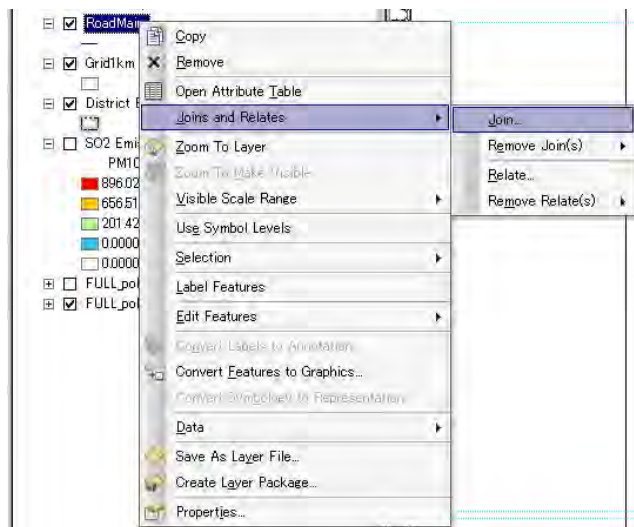 RoadMain
Grid1km
District B
SO2 Emi
PM10
896.02
656.51
201.42
0.0000
0.0000
FULL_pol
FULL_pol
Copy
Remove
Open Attribute Table
Joins and Relates
Zoom To Layer
Zoom To Make Visible
Visible Scale Range
Use Symbol Levels
Selection
Label Features
Edit Features
Convert Labels to Annotation...
Convert Features to Graphics...
Convert Symbology to Representation...
Data
Save As Layer File...
Create Layer Package...
Properties...
Join...
Remove Join(s)
Relate...
Remove Relate(s)